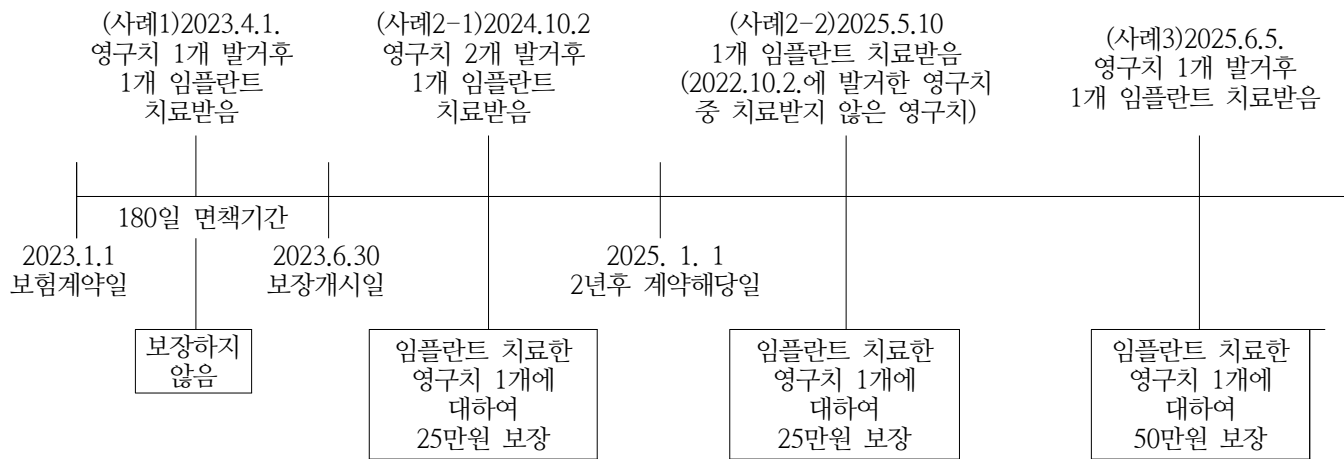 (사례1)2023.4.1.
영구치 1개 발거후
1개 임플란트
치료받음
(사례2-1)2024.10.2
영구치 2개 발거후
1개 임플란트
치료받음
(사례2-2)2025.5.10
1개 임플란트 치료받음
(2022.10.2.에 발거한 영구치
중 치료받지 않은 영구치)
(사례3)2025.6.5.
영구치 1개 발거후
1개 임플란트 치료받음
180일 면책기간
2023.1.1
보험계약일
2023.6.30
보장개시일
2025. 1. 1
2년후 계약해당일
보장하지
않음
임플란트 치료한
영구치 1개에
대하여
25만원 보장
임플란트 치료한
영구치 1개에
대하여
25만원 보장
임플란트 치료한
영구치 1개에
대하여
50만원 보장